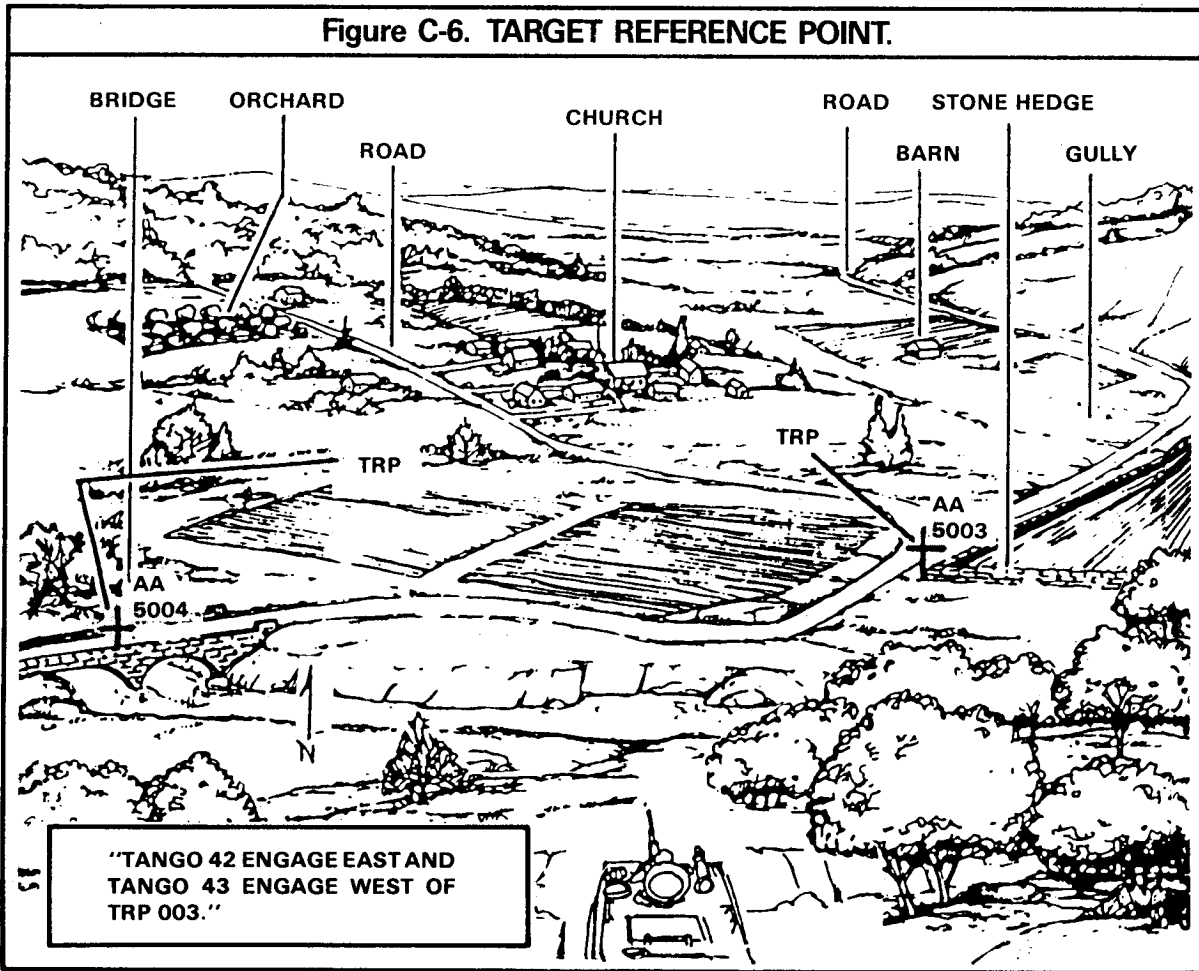 Figure C-6. TARGET REFERENCE POINT.
BRIDGE
ORCHARD
ROAD
CHURCH
ROAD
BARN
STONE HEDGE
GULLY
TRP
TRP
AA
5003
AA
5004
N
"TANGO 42 ENGAGE EAST AND
TANGO 43 ENGAGE WEST OF
TRP 003."